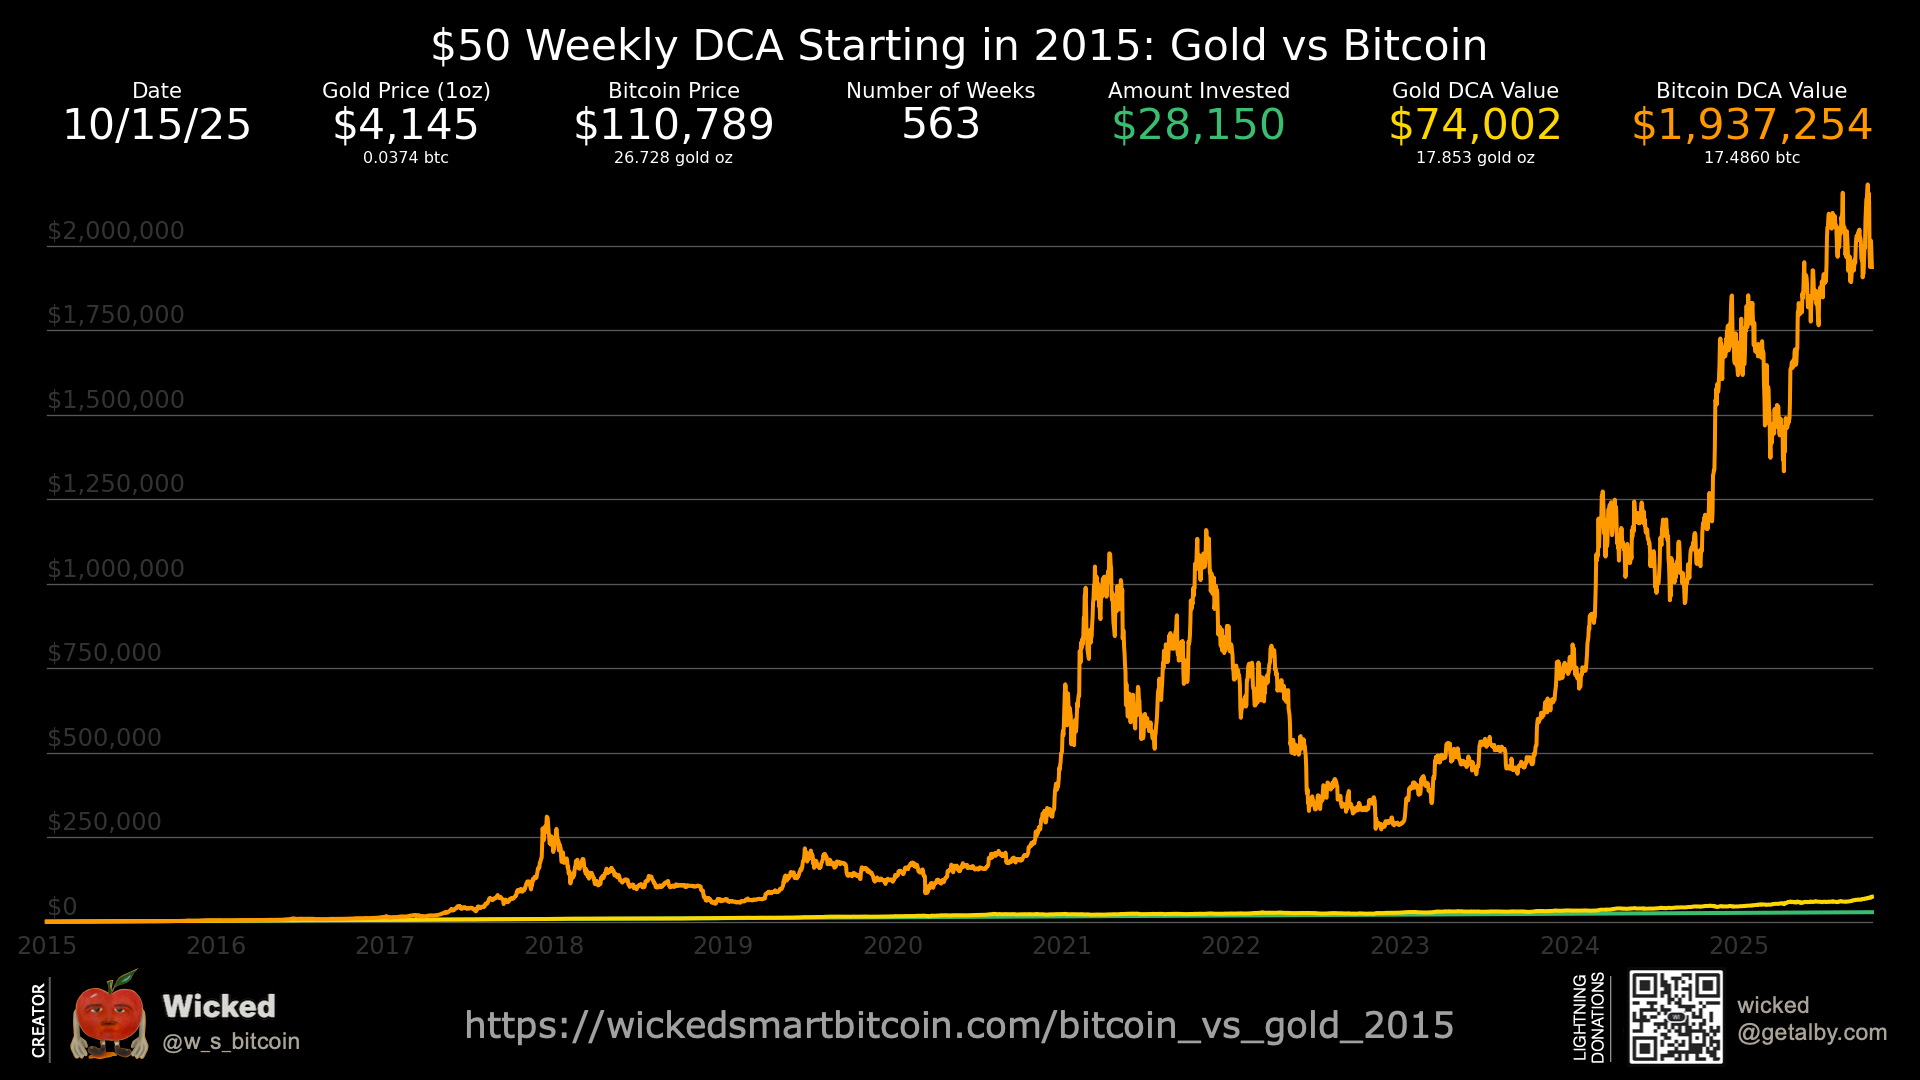 $50 Weekly DCA Starting in 2015: Gold vs Bitcoin
Date
10/15/25
Gold Price (1oz)
$4,145
0.0374 btc
Bitcoin Price
$110,789
26.728 gold oz
Number of Weeks
563
Amount Invested
$28,150
Gold DCA Value
$74,002
17.853 gold oz
Bitcoin DCA Value
$1,937,254
17.4860 btc
$2,000,000
$1,750,000
$1,500,000
$1,250,000
$1,000,000
$750,000
$500,000
$250,000
$0
2015 2016 2017 2018 2019 2020 2021 2022 2023 2024 2025
CREATOR
Wicked
@w_s_bitcoin
https://wickedsmartbitcoin.com/bitcoin_vs_gold_2015
LIGHTNING
DONATIONS
wicked
@getalby.com